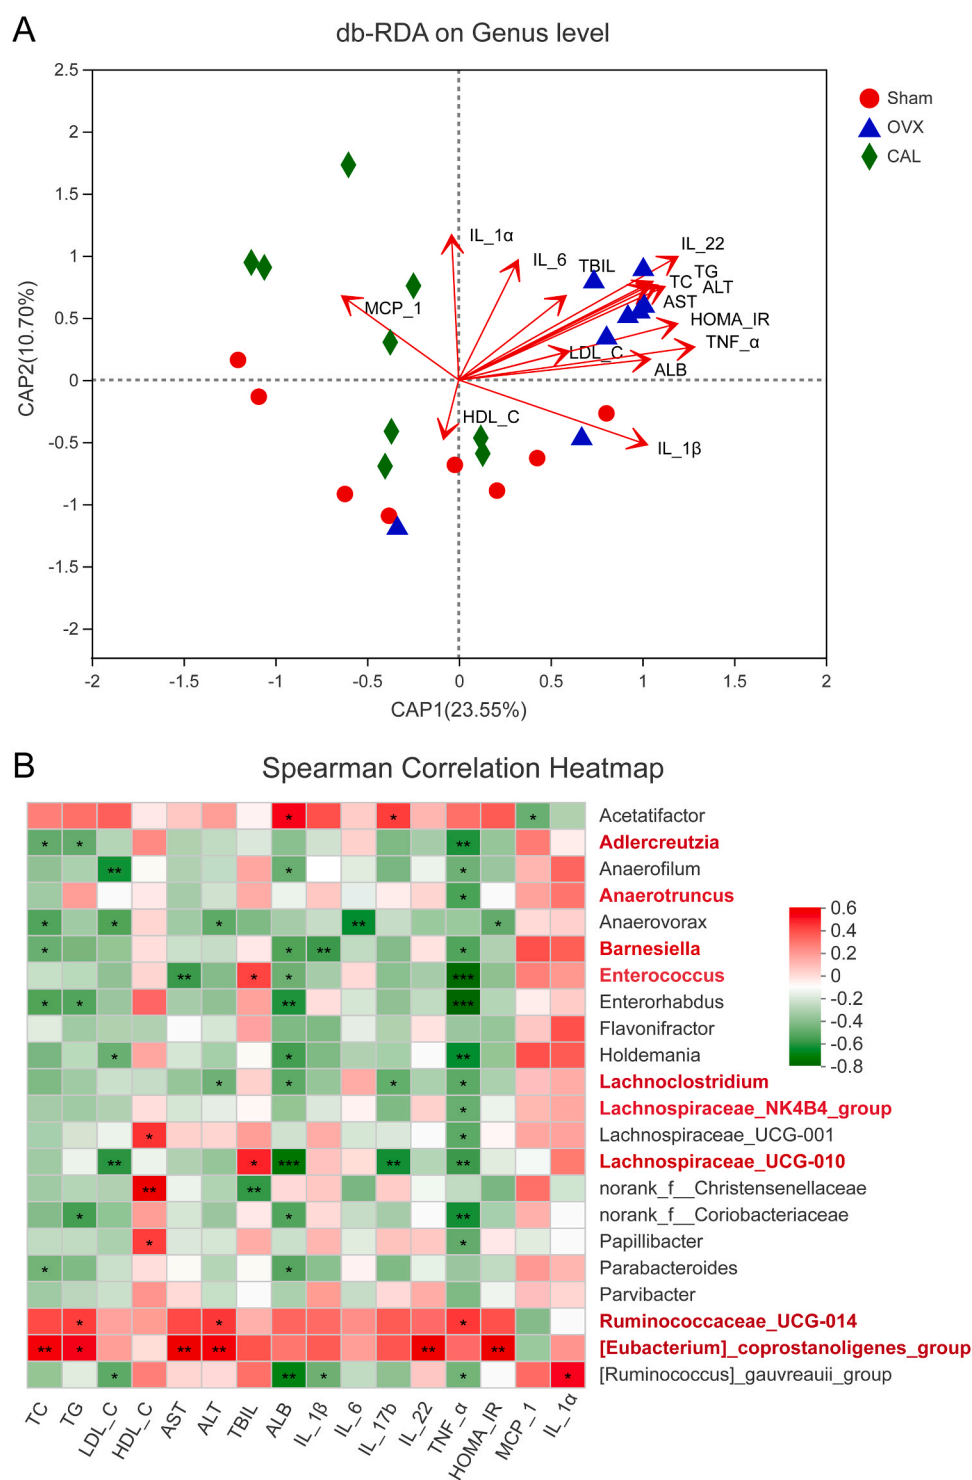 A
db-RDA on Genus level
Sham
OVX
CAL
2.5
2
1.5
1
0.5
0
-0.5
-1
-1.5
-2
CAP2(10.70%)
IL_1α
IL_6
TBIL
IL_22
TC
TG
ALT
AST
MCP_1
HOMA_IR
TNF_α
LDL_C
ALB
HDL_C
IL_1β
-2
-1.5
-1
-0.5
0
0.5
1
1.5
2
CAP1(23.55%)
B
Spearman Correlation Heatmap
* * * Acetatifactor
* * ** Adlercreutzia
** * * Anaerofilum
* Anaerotruncus
* * * ** * Anaerovorax
* * ** * Barnesiella
** * * *** Enterococcus
* * ** *** Enterorhabdus
Flavonifractor
* * ** Holdemania
* * * * Lachnoclostridium
* Lachnospiraceae_NK4B4_group
* * Lachnospiraceae_UCG-001
** * *** ** ** Lachnospiraceae_UCG-010
** ** norank_f__Christensenellaceae
* * ** norank_f__Coriobacteriaceae
* * Papillibacter
* * Parabacteroides
Parvibacter
* * * Ruminococcaceae_UCG-014
** * ** ** ** ** [Eubacterium]_coprostanoligenes_group
* ** * * * [Ruminococcus]_gauvreauii_group
0.6
0.4
0.2
0
-0.2
-0.4
-0.6
-0.8
TC
TG
LDL_C
HDL_C
AST
ALT
TBIL
ALB
IL_1β
IL_6
IL_17b
IL_22
TNF_α
HOMA_IR
MCP_1
IL_1α